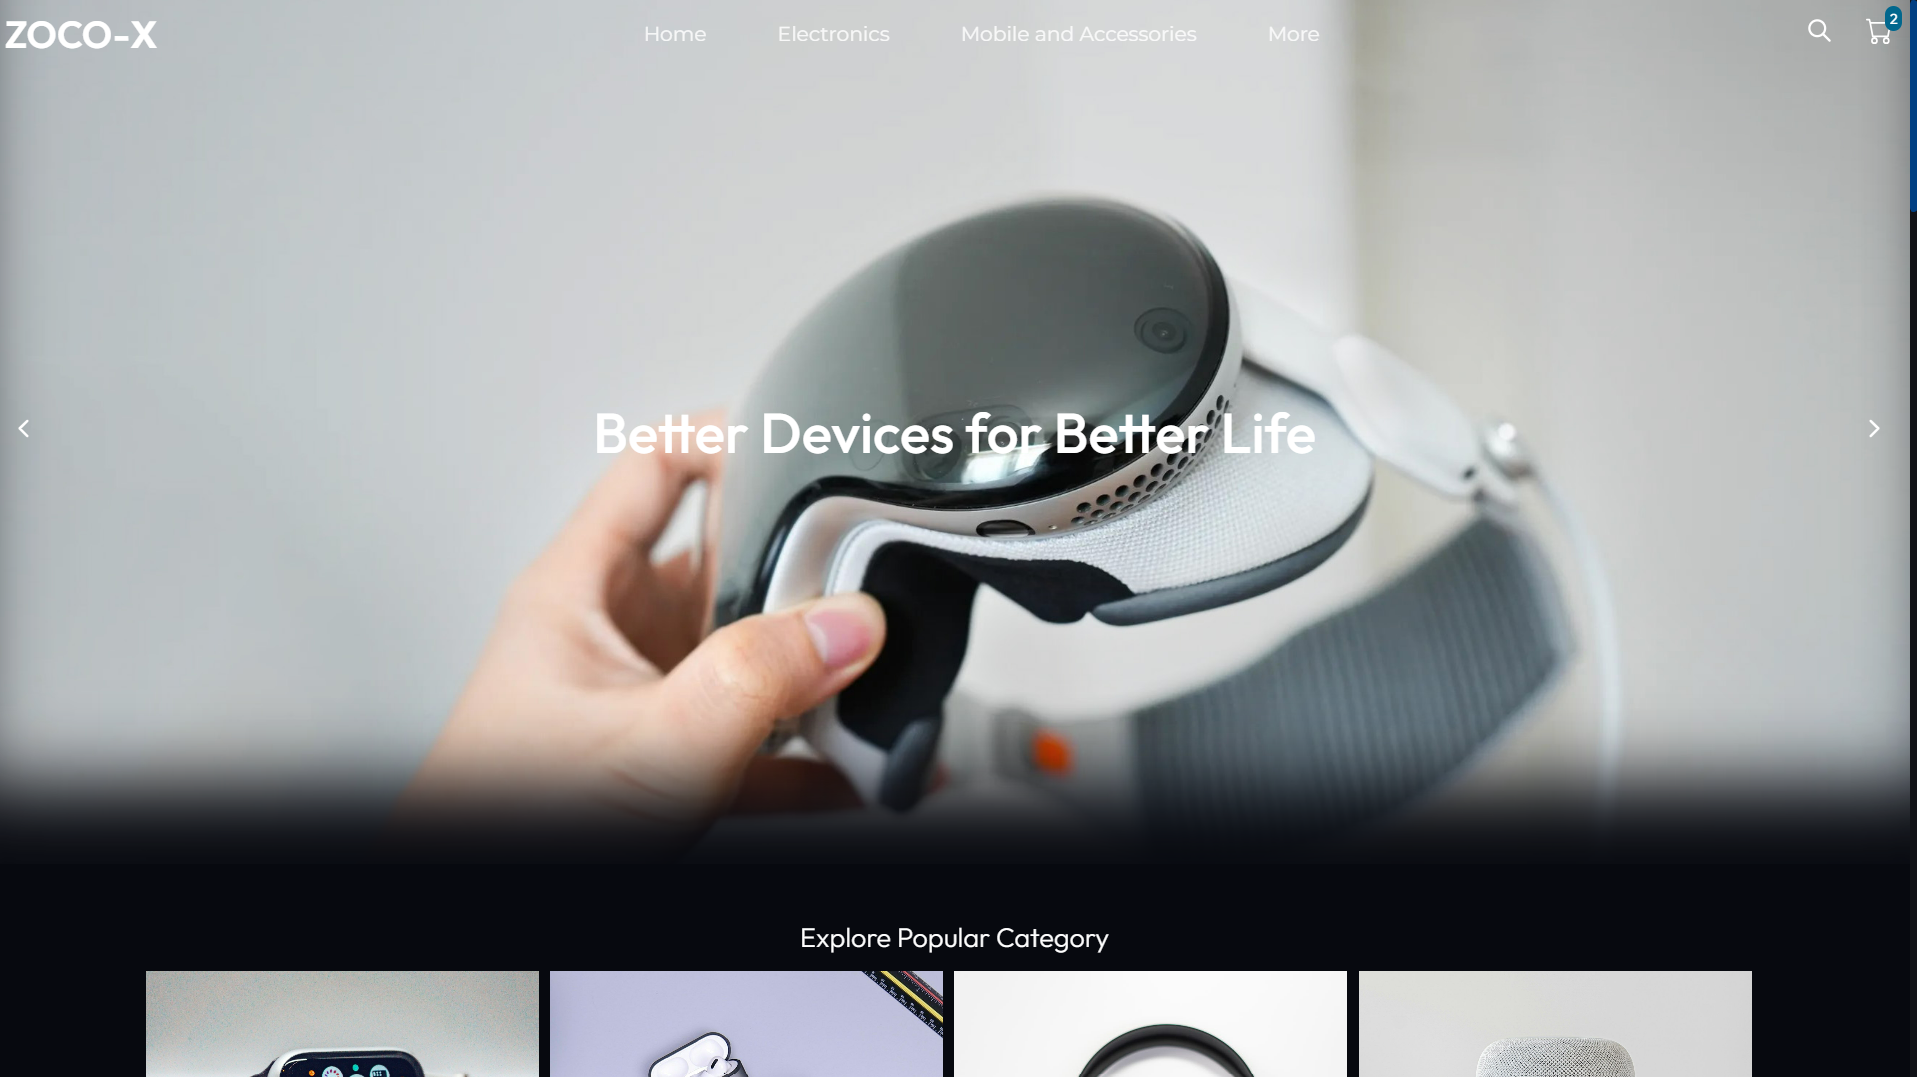 ZOCO-X
Home
Electronics
Mobile and Accessories
More
2
Better Devices for Better Life
Explore Popular Category